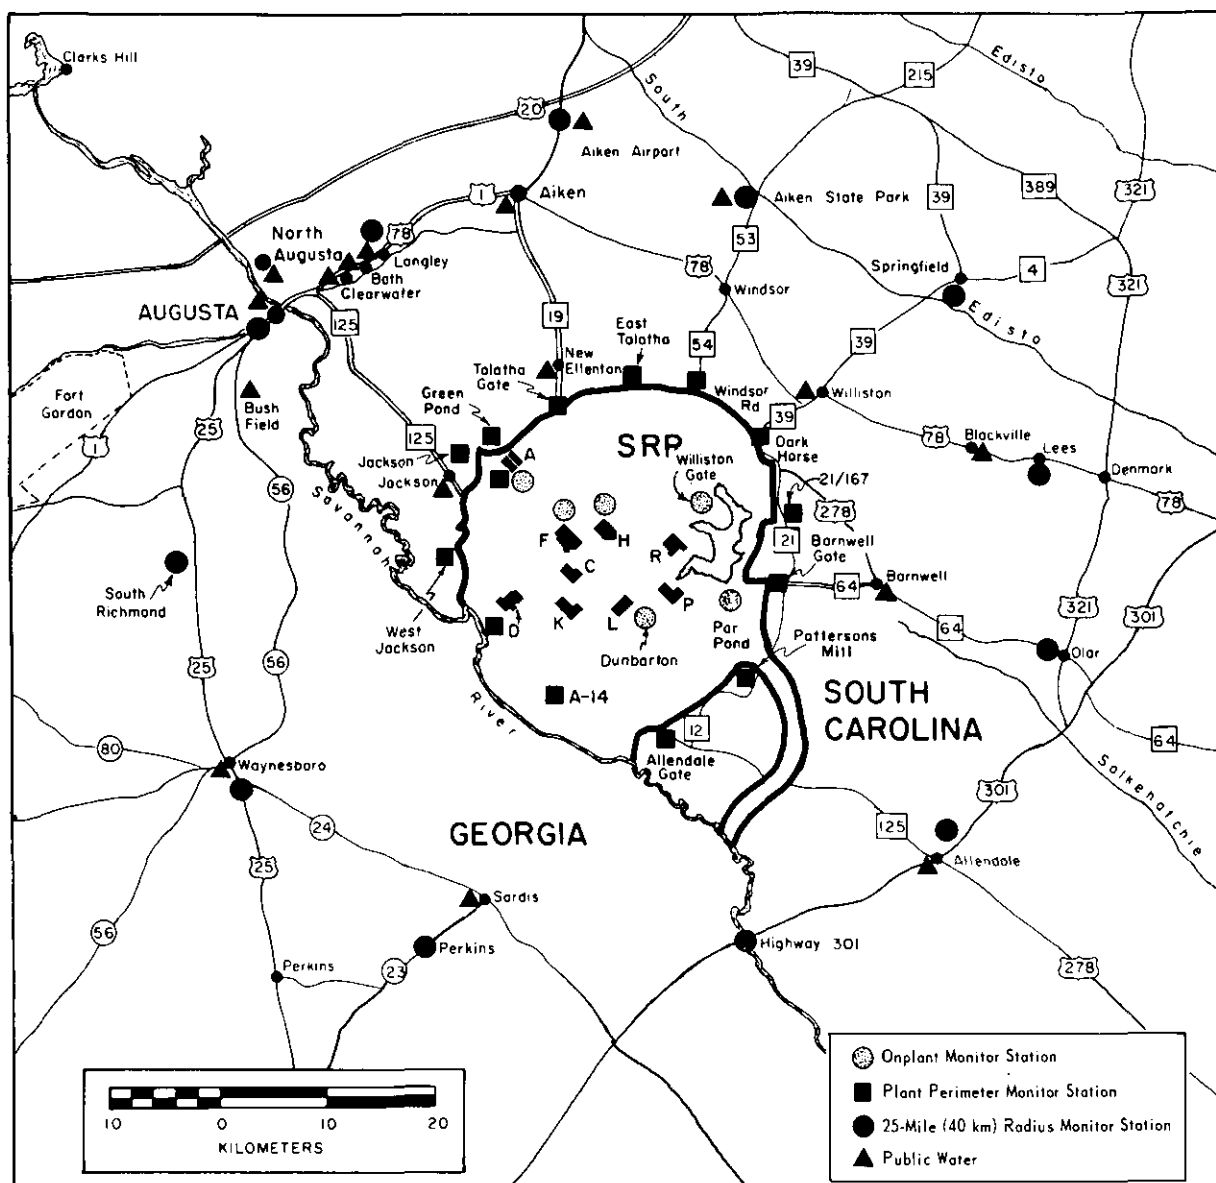 Clarks Hill
Edisto
South
39
215
20
Aiken Airport
321
1
Aiken
389
39
Aiken State Park
North
Augusta
78
53
Langley
Bath
Clearwater
78
Windsor
Springfield
4
321
AUGUSTA
125
19
East
Talatha
Edisto
New
Ellenton
54
39
Talatha
Gate
Fort
Gordon
Green
Pond
Windsor
Rd
Williston
Bush
Field
25
1
125
39
78
SRP
Dark
Horse
Blackville
Lees
Jackson
A
Williston
Gate
21/167
Denmark
Jackson
56
Savannah
278
78
F
H
R
21
Barnwell
Gate
C
64
Barnwell
South
Richmond
P
321
301
D
K
L
Par
Pond
64
West
Jackson
Dunbarton
Pattersons
Mill
Olar
56
25
River
A-14
SOUTH
CAROLINA
12
64
80
Waynesboro
Allendale
Gate
Salkehatchie
301
24
GEORGIA
125
Allendale
25
Sardis
56
Perkins
Highway 301
Perkins
23
278
10 0 10 20
KILOMETERS
Onplant Monitor Station
Plant Perimeter Monitor Station
25-Mile (40 km) Radius Monitor Station
Public Water